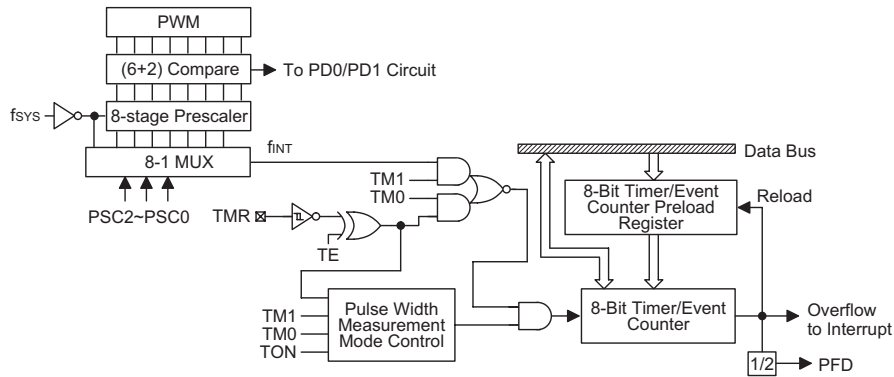 PWM
(6+2) Compare
To PD0/PD1 Circuit
fSYS
8-stage Prescaler
8-1 MUX
fINT
Data Bus
TM1
TM0
8-Bit Timer/Event
Counter Preload
Register
Reload
PSC2~PSC0
TMR
TE
TM1
TM0
TON
Pulse Width
Measurement
Mode Control
8-Bit Timer/Event
Counter
Overflow
to Interrupt
1/2
PFD